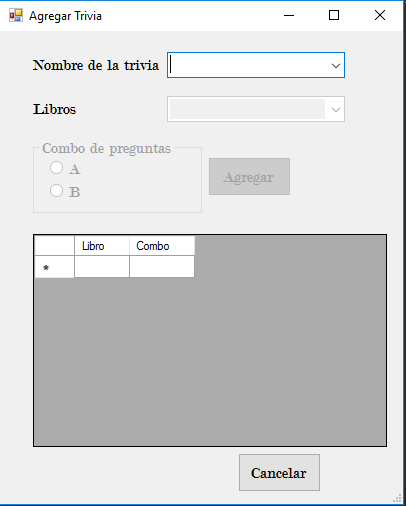 Agregar Trivia
Nombre de la trivia
Libros
Combo de preguntas
A
Agregar
B
Libro Combo
*
Cancelar